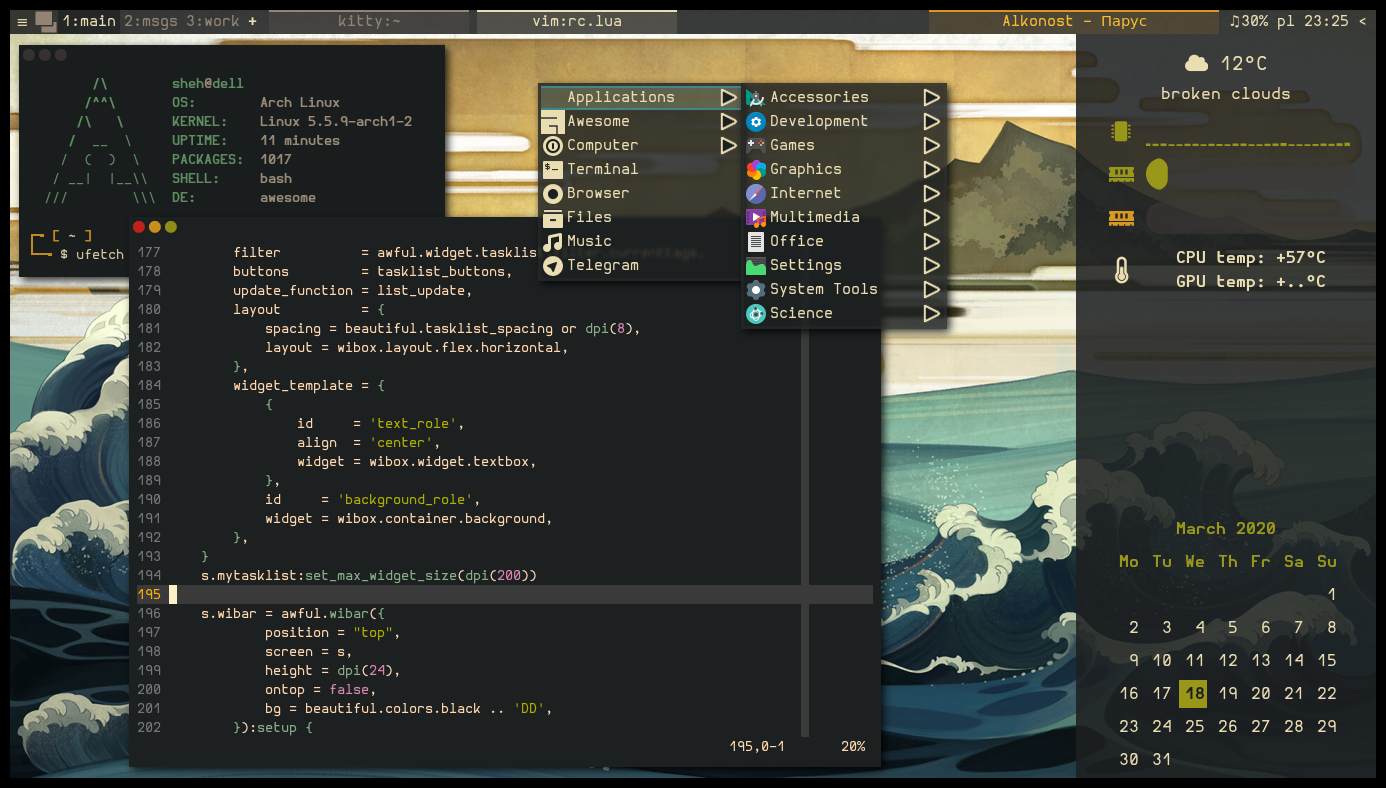 ≡ 1:main 2:msgs 3:work + kitty:~ vim:rc.lua Alkonost – Парус ♫30% pl 23:25 <
/\
/^^\
/\   \
/  __  \
/  (  )  \
/ __|  |__\\
///        \\\
sheh@dell
OS: Arch Linux
KERNEL: Linux 5.5.9-arch1-2
UPTIME: 11 minutes
PACKAGES: 1017
SHELL: bash
DE: awesome
[ ~ ]
$ ufetch
Applications
Awesome
Computer
Terminal
Browser
Files
Music
Telegram
Accessories
Development
Games
Graphics
Internet
Multimedia
Office
Settings
System Tools
Science
177         filter          = awful.widget.tasklis
178         buttons         = tasklist_buttons,
179         update_function = list_update,
180         layout          = {
181             spacing = beautiful.tasklist_spacing or dpi(8),
182             layout = wibox.layout.flex.horizontal,
183         },
184         widget_template = {
185             {
186                 id     = 'text_role',
187                 align  = 'center',
188                 widget = wibox.widget.textbox,
189             },
190             id     = 'background_role',
191             widget = wibox.container.background,
192         },
193     }
194     s.mytasklist:set_max_widget_size(dpi(200))
195
196     s.wibar = awful.wibar({
197             position = "top",
198             screen = s,
199             height = dpi(24),
200             ontop = false,
201             bg = beautiful.colors.black .. 'DD',
202         }):setup {
195,0-1 20%
12°C
broken clouds
CPU temp: +57°C
GPU temp: +..°C
March 2020
Mo Tu We Th Fr Sa Su
1
2 3 4 5 6 7 8
9 10 11 12 13 14 15
16 17 18 19 20 21 22
23 24 25 26 27 28 29
30 31